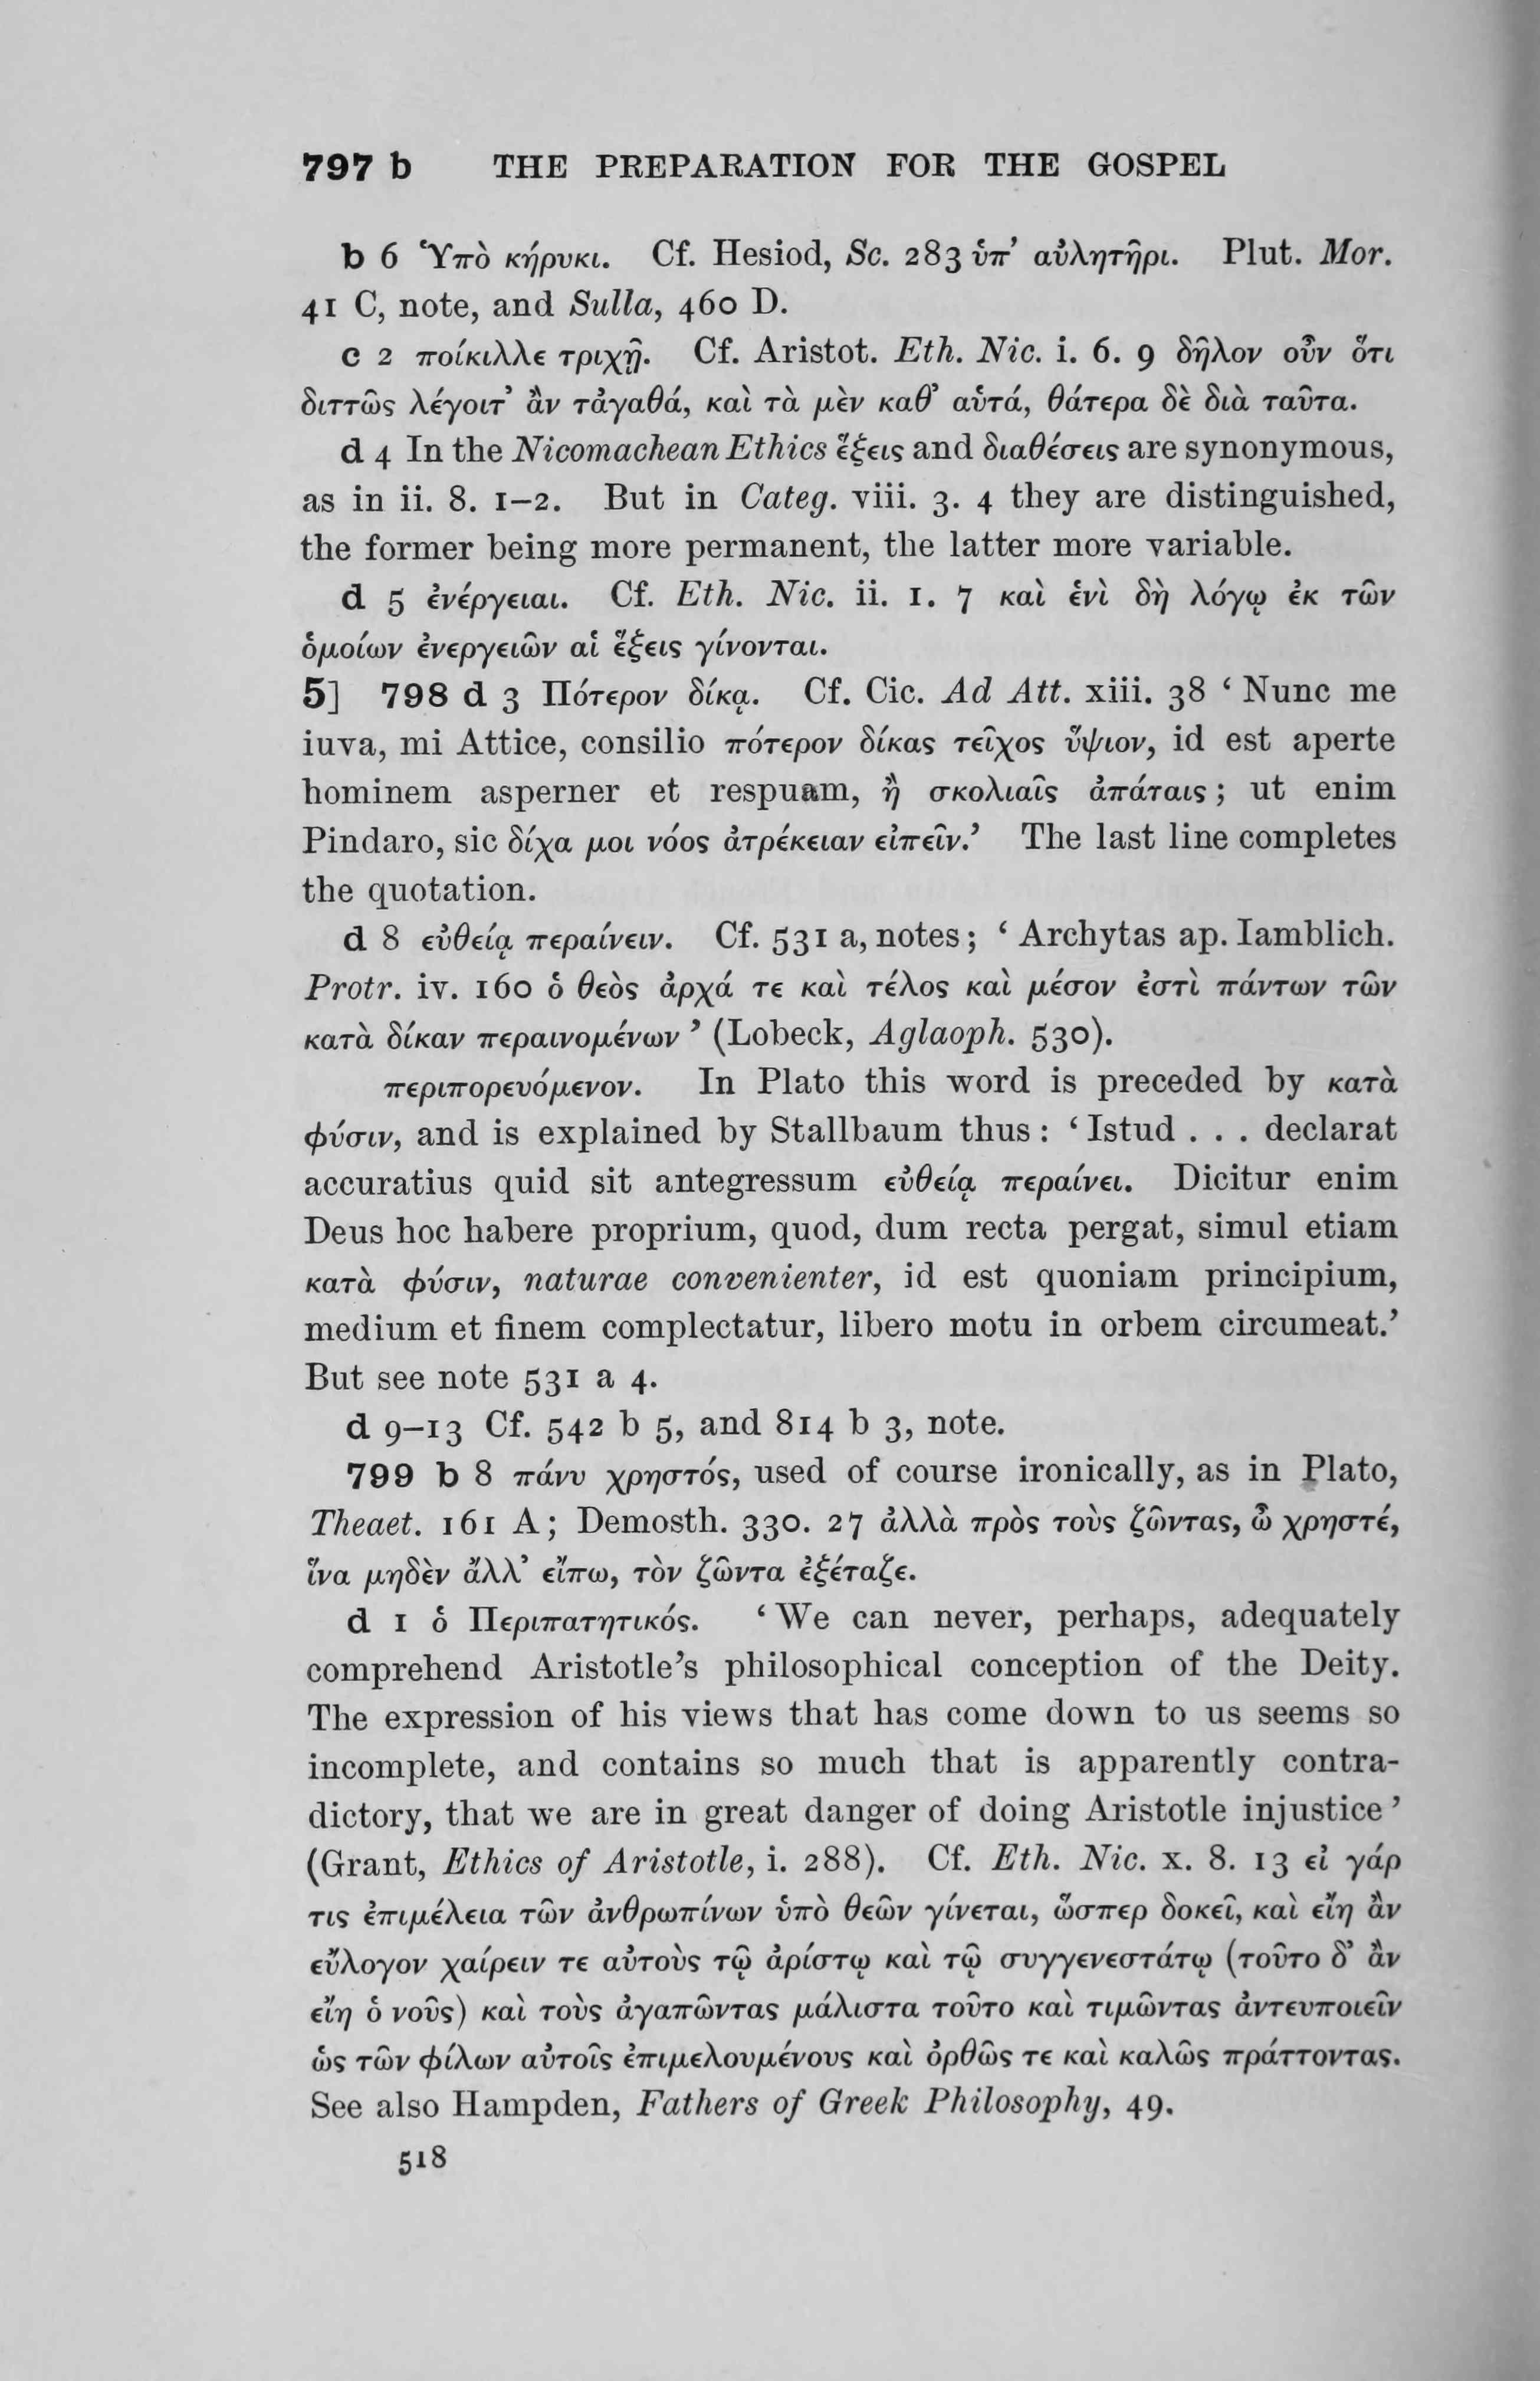 797 b THE PREPARATION FOR THE GOSPEL
b 6 Ὑπὸ κήρυκι. Cf. Hesiod, Sc. 283 ὑπ’ αὐλητῆρι. Plut. Mor.
41 C, note, and Sulla, 460 D.
c 2 ποίκιλλε τριχῇ. Cf. Aristot. Eth. Nic. i. 6. 9 δῆλον οὖν ὅτι
διττῶς λέγοιτ’ ἂν τἀγαθά, καὶ τὰ μὲν καθ’ αὑτά, θάτερα δὲ διὰ ταῦτα.
d 4 In the Nicomachean Ethics ἕξεις and διαθέσεις are synonymous,
as in ii. 8. 1–2. But in Categ. viii. 3. 4 they are distinguished,
the former being more permanent, the latter more variable.
d 5 ἐνέργειαι. Cf. Eth. Nic. ii. 1. 7 καὶ ἑνὶ δὴ λόγῳ ἐκ τῶν
ὁμοίων ἐνεργειῶν αἱ ἕξεις γίνονται.
5] 798 d 3 Πότερον δίκᾳ. Cf. Cic. Ad Att. xiii. 38 ‘ Nunc me
iuva, mi Attice, consilio πότερον δίκας τεῖχος ὕψιον, id est aperte
hominem asperner et respuam, ἢ σκολιαῖς ἀπάταις ; ut enim
Pindaro, sic δίχα μοι νόος ἀτρέκειαν εἰπεῖν.’ The last line completes
the quotation.
d 8 εὐθείᾳ περαίνειν. Cf. 531 a, notes ; ‘ Archytas ap. Iamblich.
Protr. iv. 160 ὁ θεὸς ἀρχά τε καὶ τέλος καὶ μέσον ἐστὶ πάντων τῶν
κατὰ δίκαν περαινομένων ’ (Lobeck, Aglaoph. 530).
περιπορευόμενον. In Plato this word is preceded by κατὰ
φύσιν, and is explained by Stallbaum thus : ‘ Istud . . . declarat
accuratius quid sit antegressum εὐθείᾳ περαίνει. Dicitur enim
Deus hoc habere proprium, quod, dum recta pergat, simul etiam
κατὰ φύσιν, naturae convenienter, id est quoniam principium,
medium et finem complectatur, libero motu in orbem circumeat.’
But see note 531 a 4.
d 9–13 Cf. 542 b 5, and 814 b 3, note.
799 b 8 πάνυ χρηστός, used of course ironically, as in Plato,
Theaet. 161 A ; Demosth. 330. 27 ἀλλὰ πρὸς τοὺς ζῶντας, ὦ χρηστέ,
ἵνα μηδὲν ἄλλ’ εἴπω, τὸν ζῶντα ἐξέταζε.
d 1 ὁ Περιπατητικός. ‘ We can never, perhaps, adequately
comprehend Aristotle’s philosophical conception of the Deity.
The expression of his views that has come down to us seems so
incomplete, and contains so much that is apparently contra-
dictory, that we are in great danger of doing Aristotle injustice ’
(Grant, Ethics of Aristotle, i. 288). Cf. Eth. Nic. x. 8. 13 εἰ γάρ
τις ἐπιμέλεια τῶν ἀνθρωπίνων ὑπὸ θεῶν γίνεται, ὥσπερ δοκεῖ, καὶ εἴη ἂν
εὔλογον χαίρειν τε αὐτοὺς τῷ ἀρίστῳ καὶ τῷ συγγενεστάτῳ (τοῦτο δ’ ἂν
εἴη ὁ νοῦς) καὶ τοὺς ἀγαπῶντας μάλιστα τοῦτο καὶ τιμῶντας ἀντευποιεῖν
ὡς τῶν φίλων αὐτοῖς ἐπιμελουμένους καὶ ὀρθῶς τε καὶ καλῶς πράττοντας.
See also Hampden, Fathers of Greek Philosophy, 49.
518